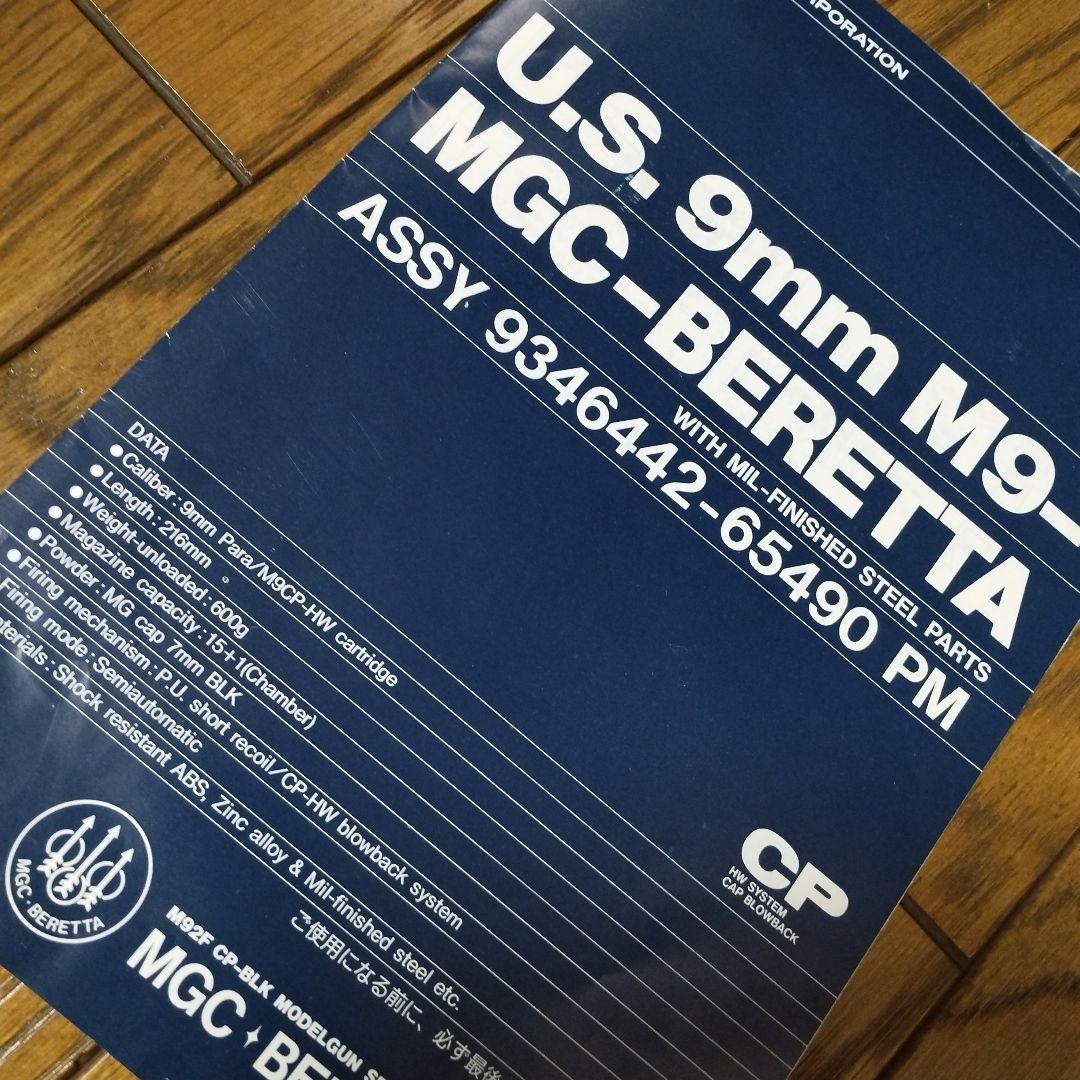 U.S. 9mm M9-
MGC-BERETTA
WITH MIL-FINISHED STEEL PARTS
ASSY 9346442-65490 PM
DATA
●Caliber : 9mm Para/M9CP-HW cartridge
●Length : 216mm
●Weight-unloaded : 600g
●Magazine capacity : 15+1(Chamber)
●Powder : MG cap 7mm BLK
●Firing mechanism : P.U. short recoil/CP-HW blowback system
Firing mode : Semiautomatic
Shock resistant ABS, Zinc alloy & Mil-finished steel etc.
CP
HW SYSTEM
CAP BLOWBACK
MGC・BERETTA
ご使用になる前に、必ず最後
M92F CP-BLK MODELGUN
MGC